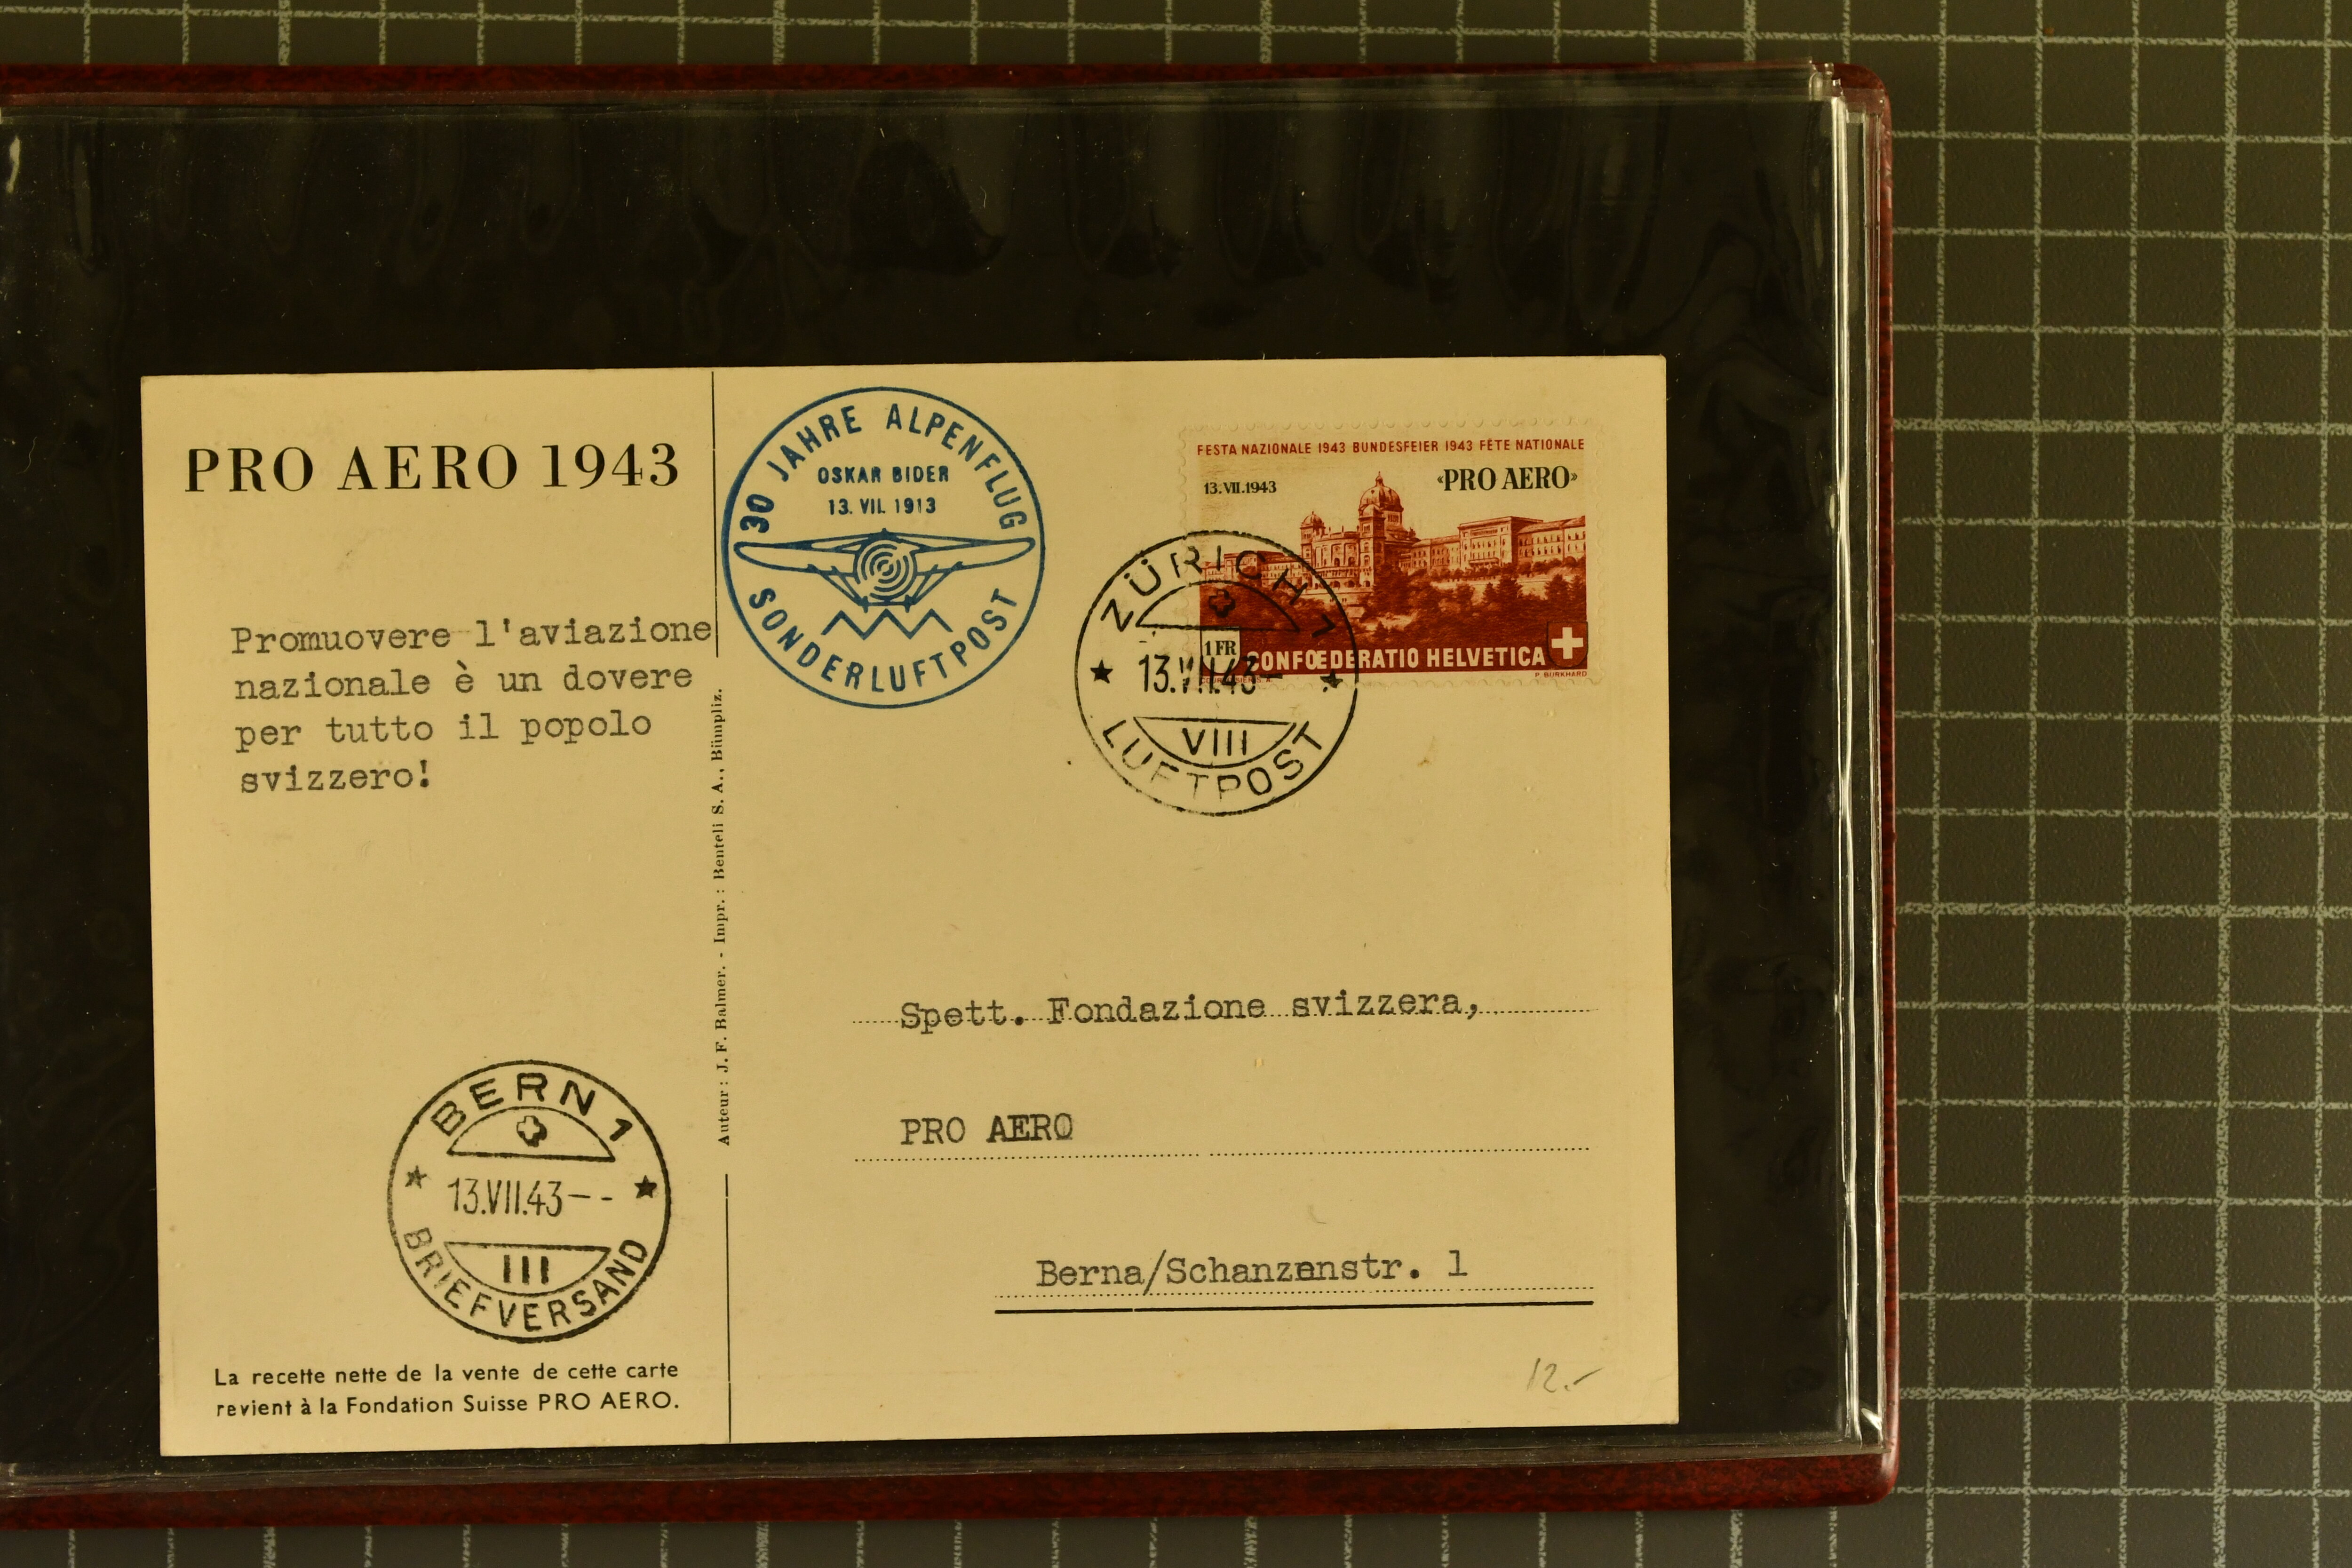 PRO AERO 1943
Promuovere l'aviazione
nazionale è un dovere
per tutto il popolo
svizzero!
BERN 1
13.VII.43--
III
BRIEFVERSAND
La recette nette de la vente de cette carte
revient à la Fondation Suisse PRO AERO.
Auteur: J. F. Balmer. - Impr.: Benteli S. A., Bümpliz.
30 JAHRE ALPENFLUG
OSKAR BIDER
13. VII. 1913
SONDERLUFTPOST
FESTA NAZIONALE 1943 BUNDESFEIER 1943 FÊTE NATIONALE
13.VII.1943
«PRO AERO»
1 FR
CONFŒDERATIO HELVETICA
P. BURKHARD
ZÜRICH 1
13.VII.43-
VIII
LUFTPOST
Spett. Fondazione svizzera,
PRO AERO
Berna/Schanzenstr. 1
12.-